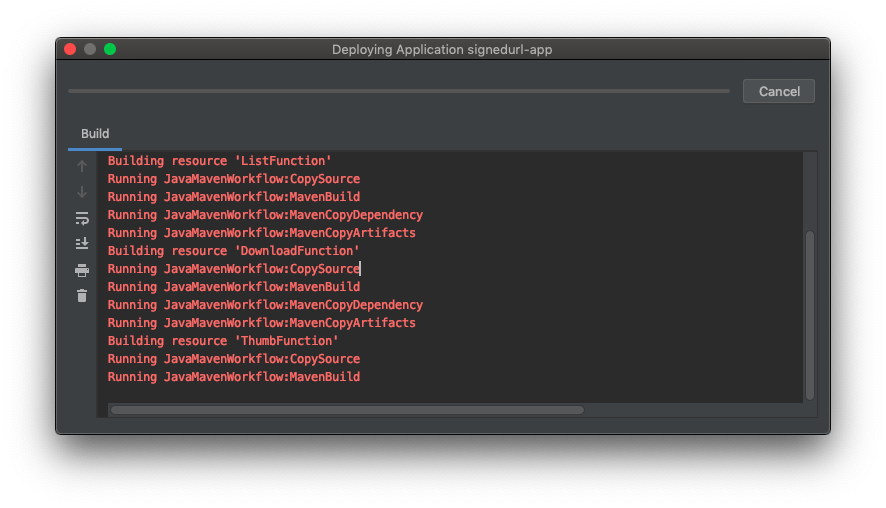 Deploying Application signedurl-app
Cancel
Build
Building resource 'ListFunction'
Running JavaMavenWorkflow:CopySource
Running JavaMavenWorkflow:MavenBuild
Running JavaMavenWorkflow:MavenCopyDependency
Running JavaMavenWorkflow:MavenCopyArtifacts
Building resource 'DownloadFunction'
Running JavaMavenWorkflow:CopySource
Running JavaMavenWorkflow:MavenBuild
Running JavaMavenWorkflow:MavenCopyDependency
Running JavaMavenWorkflow:MavenCopyArtifacts
Building resource 'ThumbFunction'
Running JavaMavenWorkflow:CopySource
Running JavaMavenWorkflow:MavenBuild